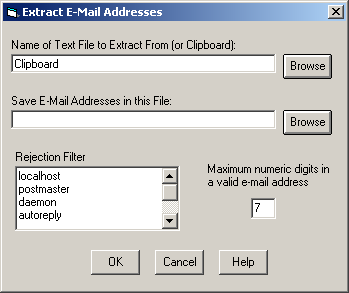 Extract E-Mail Addresses
Name of Text File to Extract From (or Clipboard):
Clipboard
Browse
Save E-Mail Addresses in this File:
Browse
Rejection Filter
localhost
postmaster
daemon
autoreply
Maximum numeric digits in
a valid e-mail address
7
OK
Cancel
Help